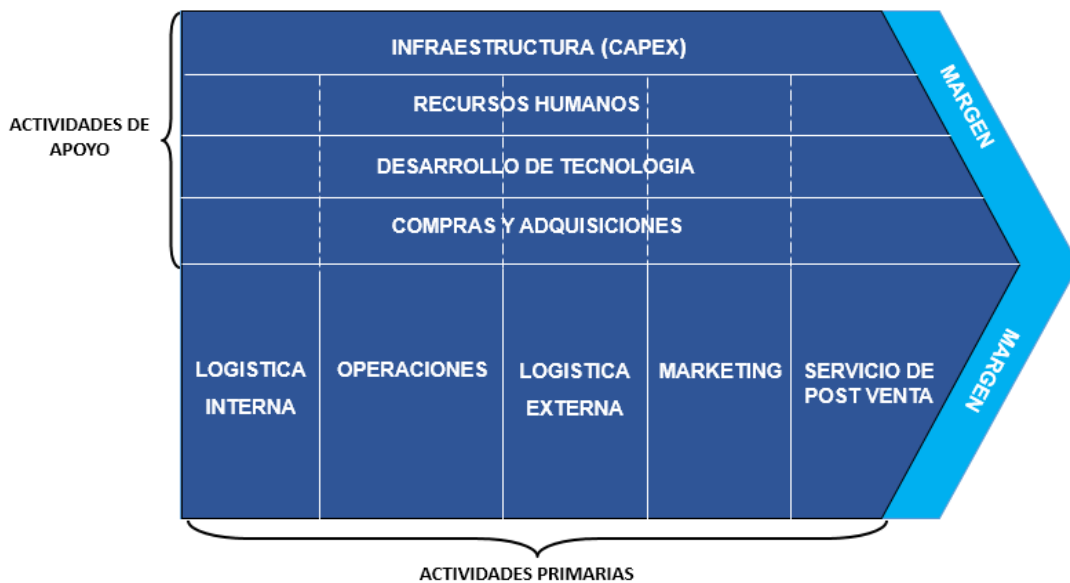 INFRAESTRUCTURA (CAPEX)
RECURSOS HUMANOS
ACTIVIDADES DE
APOYO
DESARROLLO DE TECNOLOGIA
COMPRAS Y ADQUISICIONES
MARGEN
LOGISTICA
INTERNA
OPERACIONES
LOGISTICA
EXTERNA
MARKETING
SERVICIO DE
POST VENTA
MARGEN
ACTIVIDADES PRIMARIAS